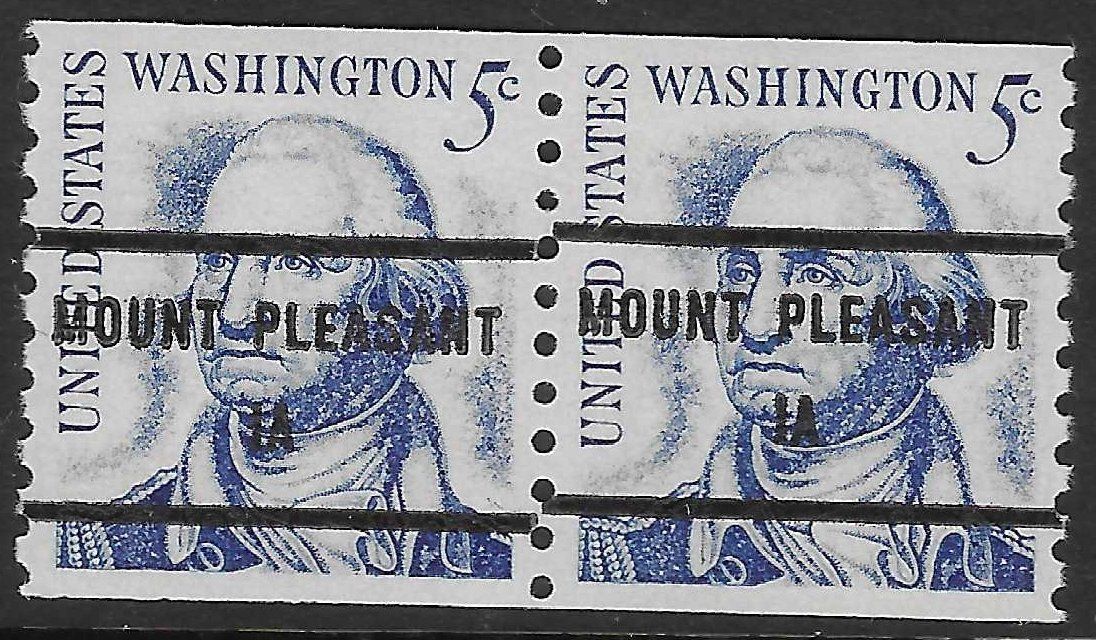 WASHINGTON 5c
UNITED STATES
MOUNT PLEASANT
IA
WASHINGTON 5c
UNITED STATES
MOUNT PLEASANT
IA